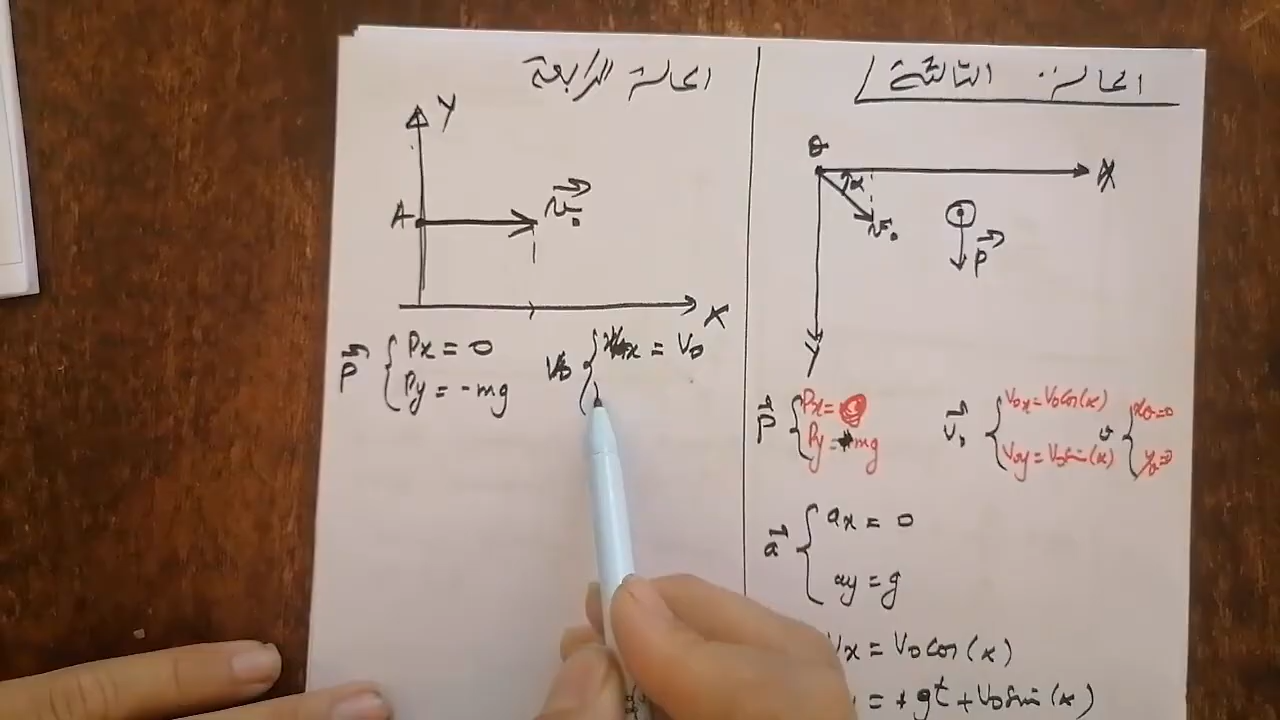 الحالة الثالثة
O
X
α
v₀
P
Y
P { Px = 0
Py = mg
V₀ { V₀x = V₀cos(α)
V₀y = V₀sin(α)
O { x₀=0
y₀=0
a { ax = 0
ay = g
Vx = V₀cos(α)
= + gt + V₀sin(α)
الحالة الرابعة
Y
A
v₀
X
P { Px = 0
Py = -mg
V₀ { x = V₀